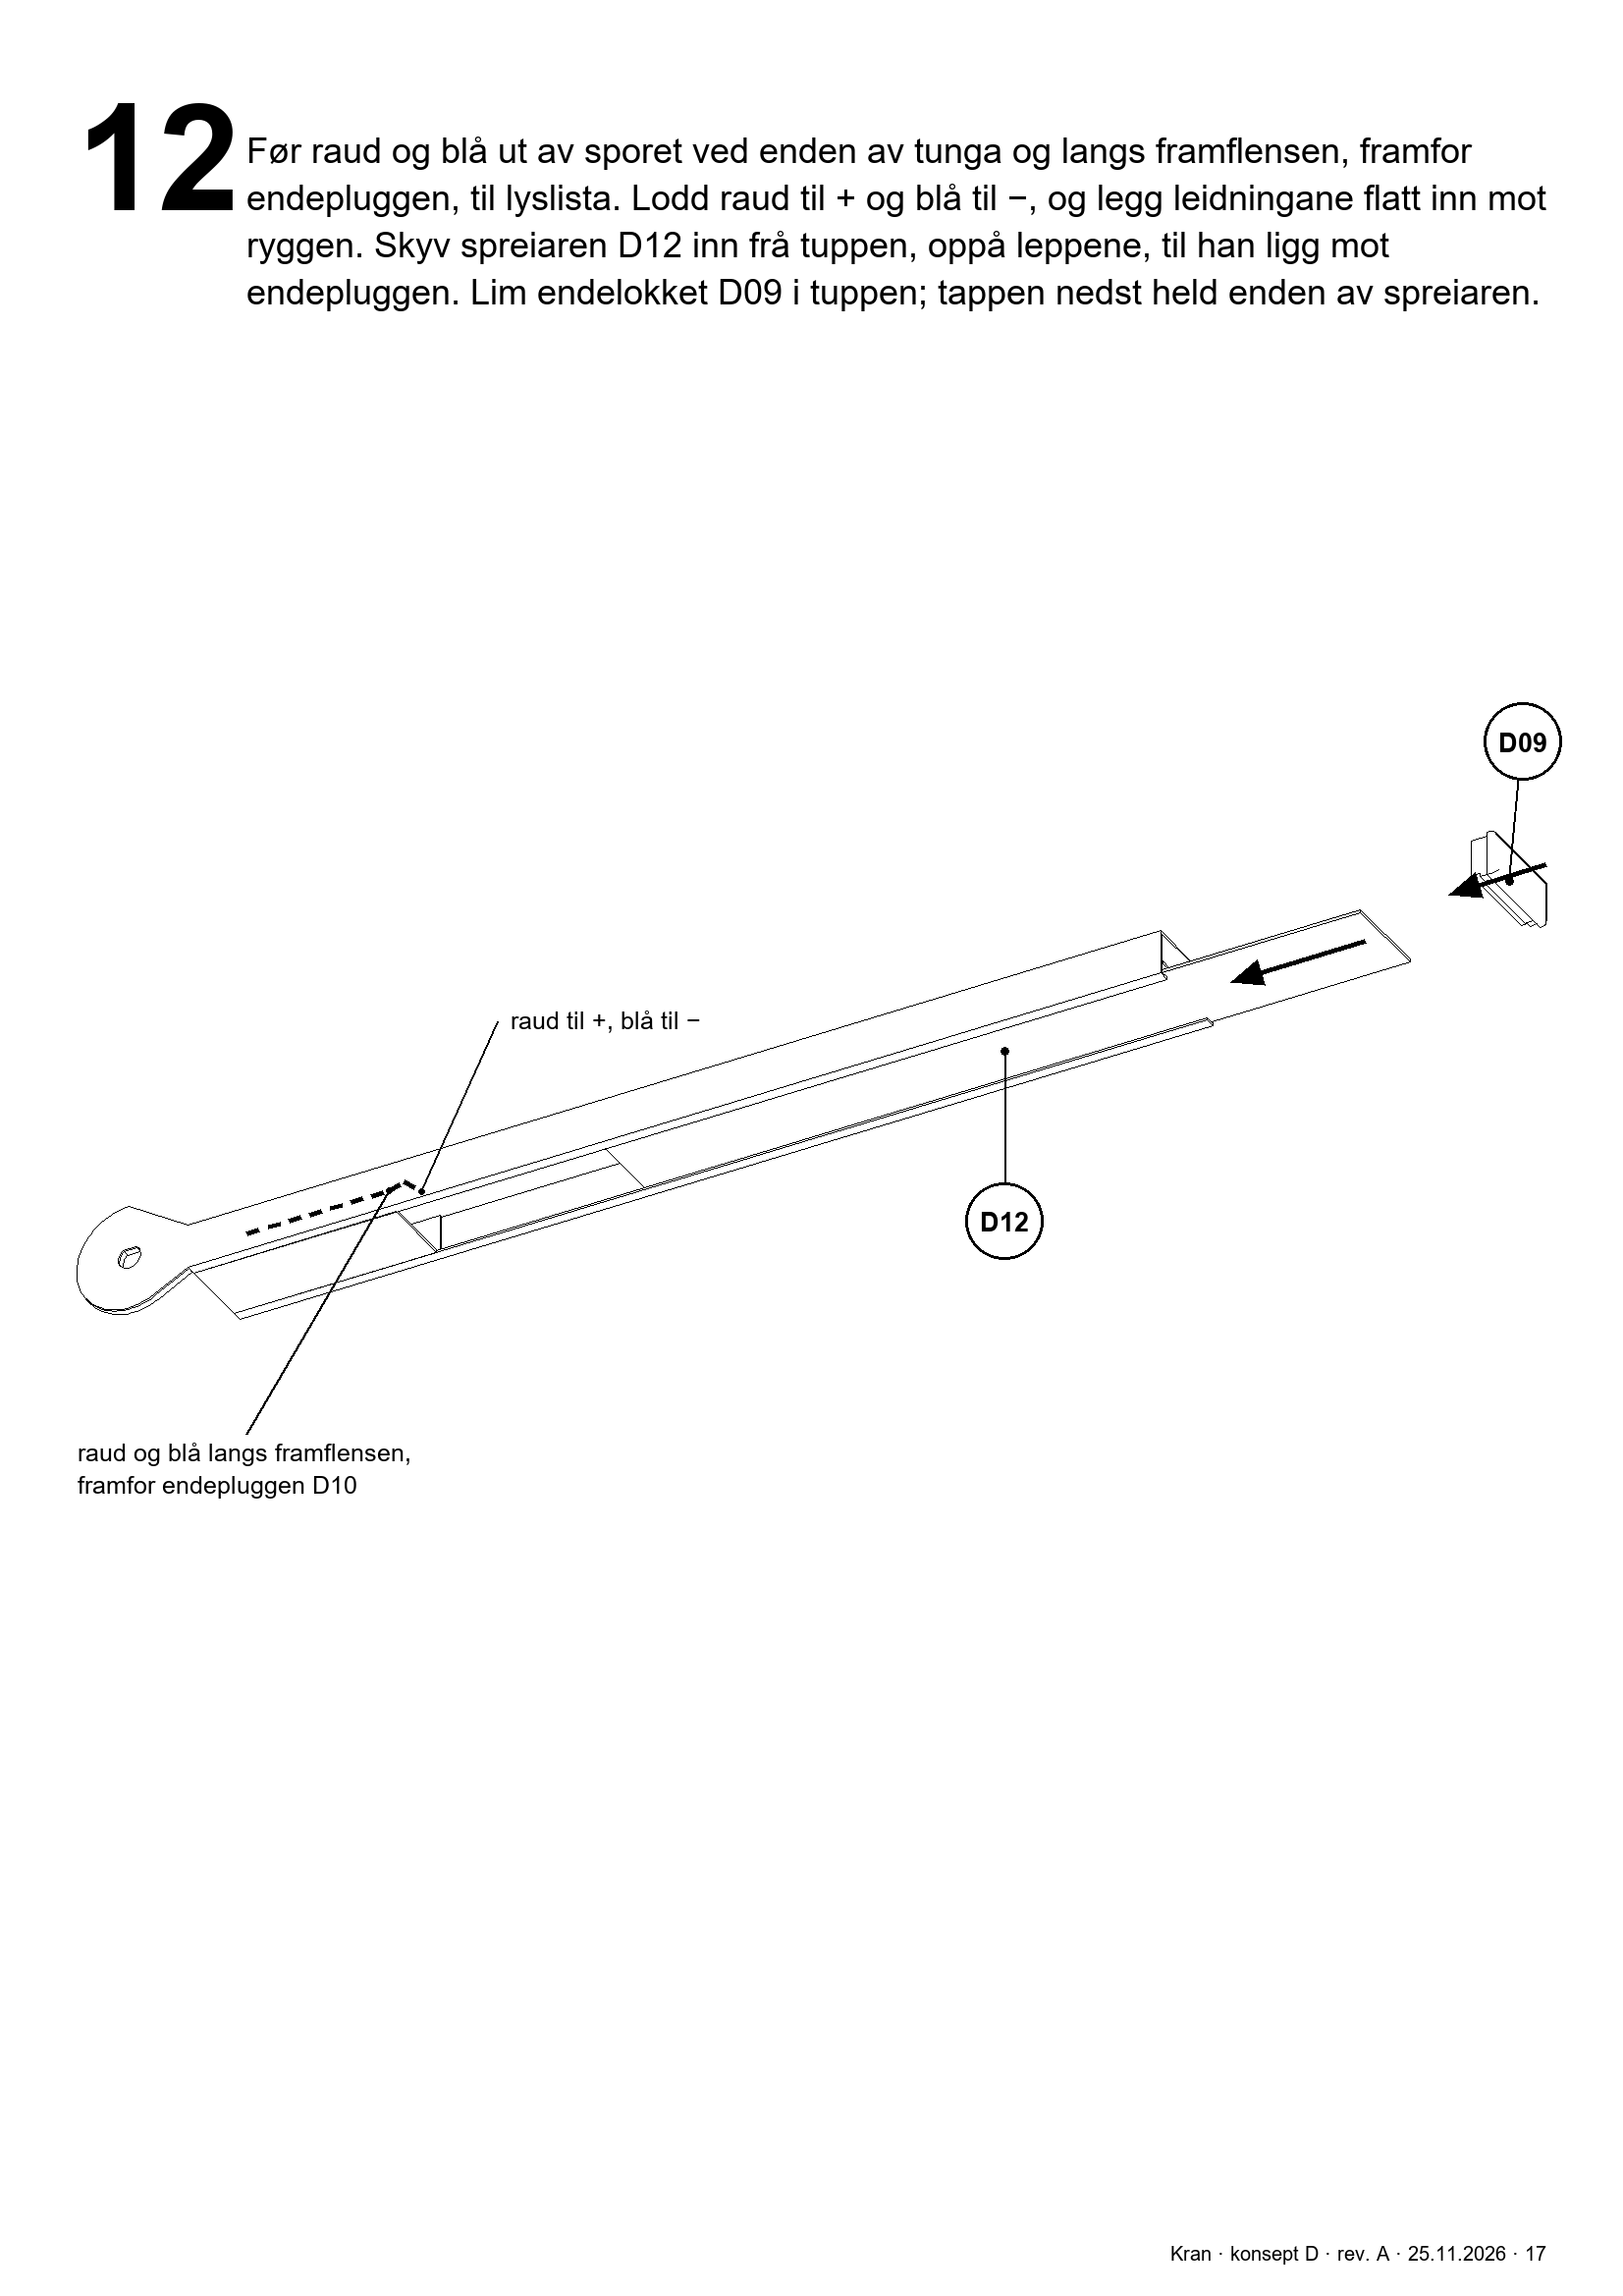 12
Før raud og blå ut av sporet ved enden av tunga og langs framflensen, framfor
endepluggen, til lyslista. Lodd raud til + og blå til −, og legg leidningane flatt inn mot
ryggen. Skyv spreiaren D12 inn frå tuppen, oppå leppene, til han ligg mot
endepluggen. Lim endelokket D09 i tuppen; tappen nedst held enden av spreiaren.
D09
raud til +, blå til −
D12
raud og blå langs framflensen,
framfor endepluggen D10
Kran · konsept D · rev. A · 25.11.2026 · 17